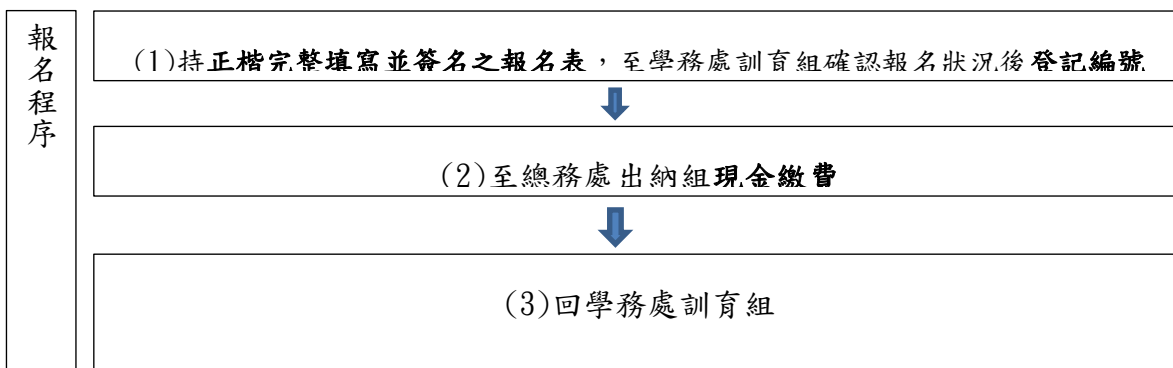 報名程序
(1)持正楷完整填寫並簽名之報名表，至學務處訓育組確認報名狀況後登記編號
(2)至總務處出納組現金繳費
(3)回學務處訓育組